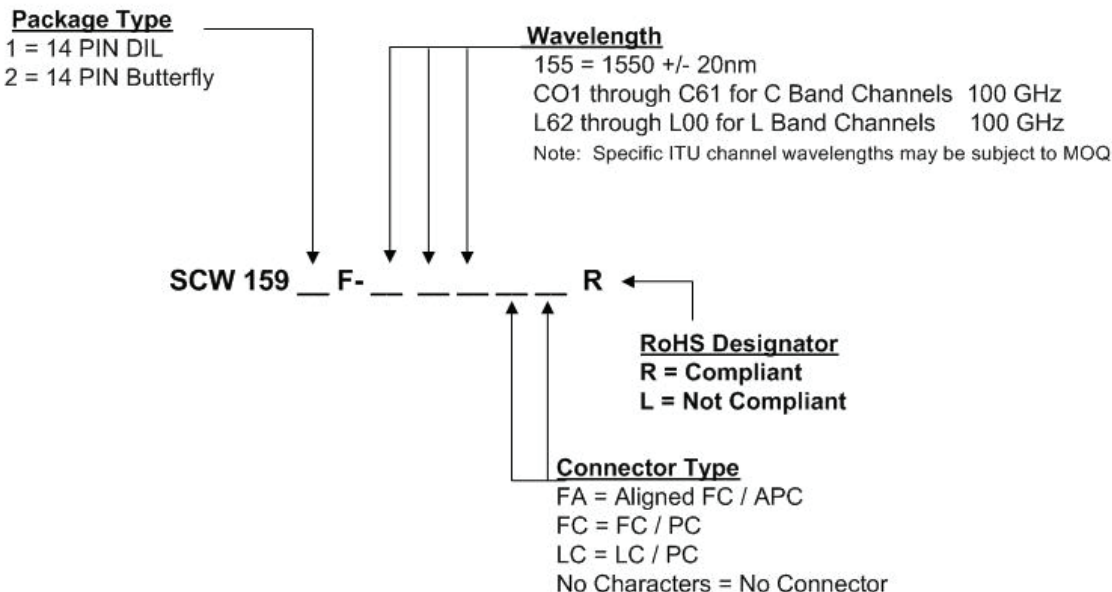 Package Type
1 = 14 PIN DIL
2 = 14 PIN Butterfly
Wavelength
155 = 1550 +/- 20nm
CO1 through C61 for C Band Channels 100 GHz
L62 through L00 for L Band Channels 100 GHz
Note: Specific ITU channel wavelengths may be subject to MOQ
SCW 159 __ F- __ __ __ __ __ R
RoHS Designator
R = Compliant
L = Not Compliant
Connector Type
FA = Aligned FC / APC
FC = FC / PC
LC = LC / PC
No Characters = No Connector